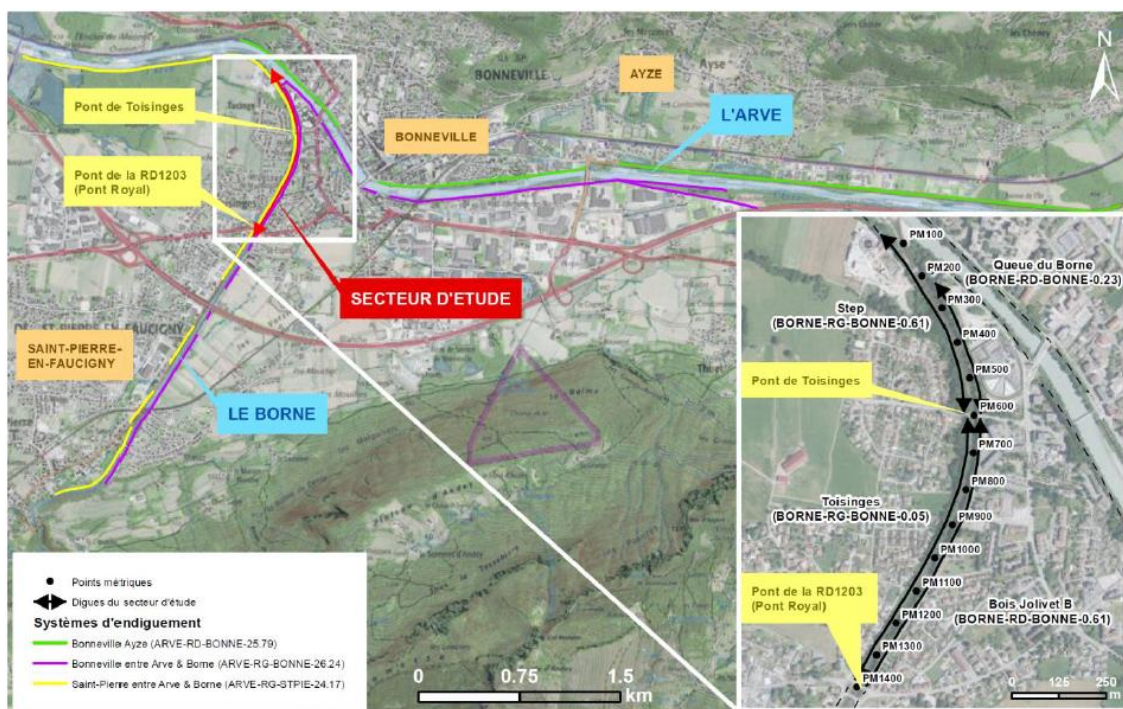 Pont de Toisinges
Pont de la RD1203
(Pont Royal)
BONNEVILLE
AYZE
L'ARVE
N
BONNEVILLE
Ayse
SECTEUR D'ETUDE
SAINT-PIERRE-
EN-FAUCIGNY
LE BORNE
Points métriques
Digues du secteur d'étude
Systèmes d'endiguement
Bonneville Ayze (ARVE-RD-BONNE-25.79)
Bonneville entre Arve & Borne (ARVE-RG-BONNE-26.24)
Saint-Pierre entre Arve & Borne (ARVE-RG-STPIE-24.17)
0 0.75 1.5
km
PM100
PM200
Queue du Borne
(BORNE-RD-BONNE-0.23)
PM300
Step
(BORNE-RG-BONNE-0.61)
PM400
PM500
Pont de Toisinges
PM600
PM700
PM800
Toisinges
(BORNE-RG-BONNE-0.05)
PM900
PM1000
PM1100
Pont de la RD1203
(Pont Royal)
Bois Jolivet B
(BORNE-RD-BONNE-0.61)
PM1200
PM1300
PM1400
0 125 250
m